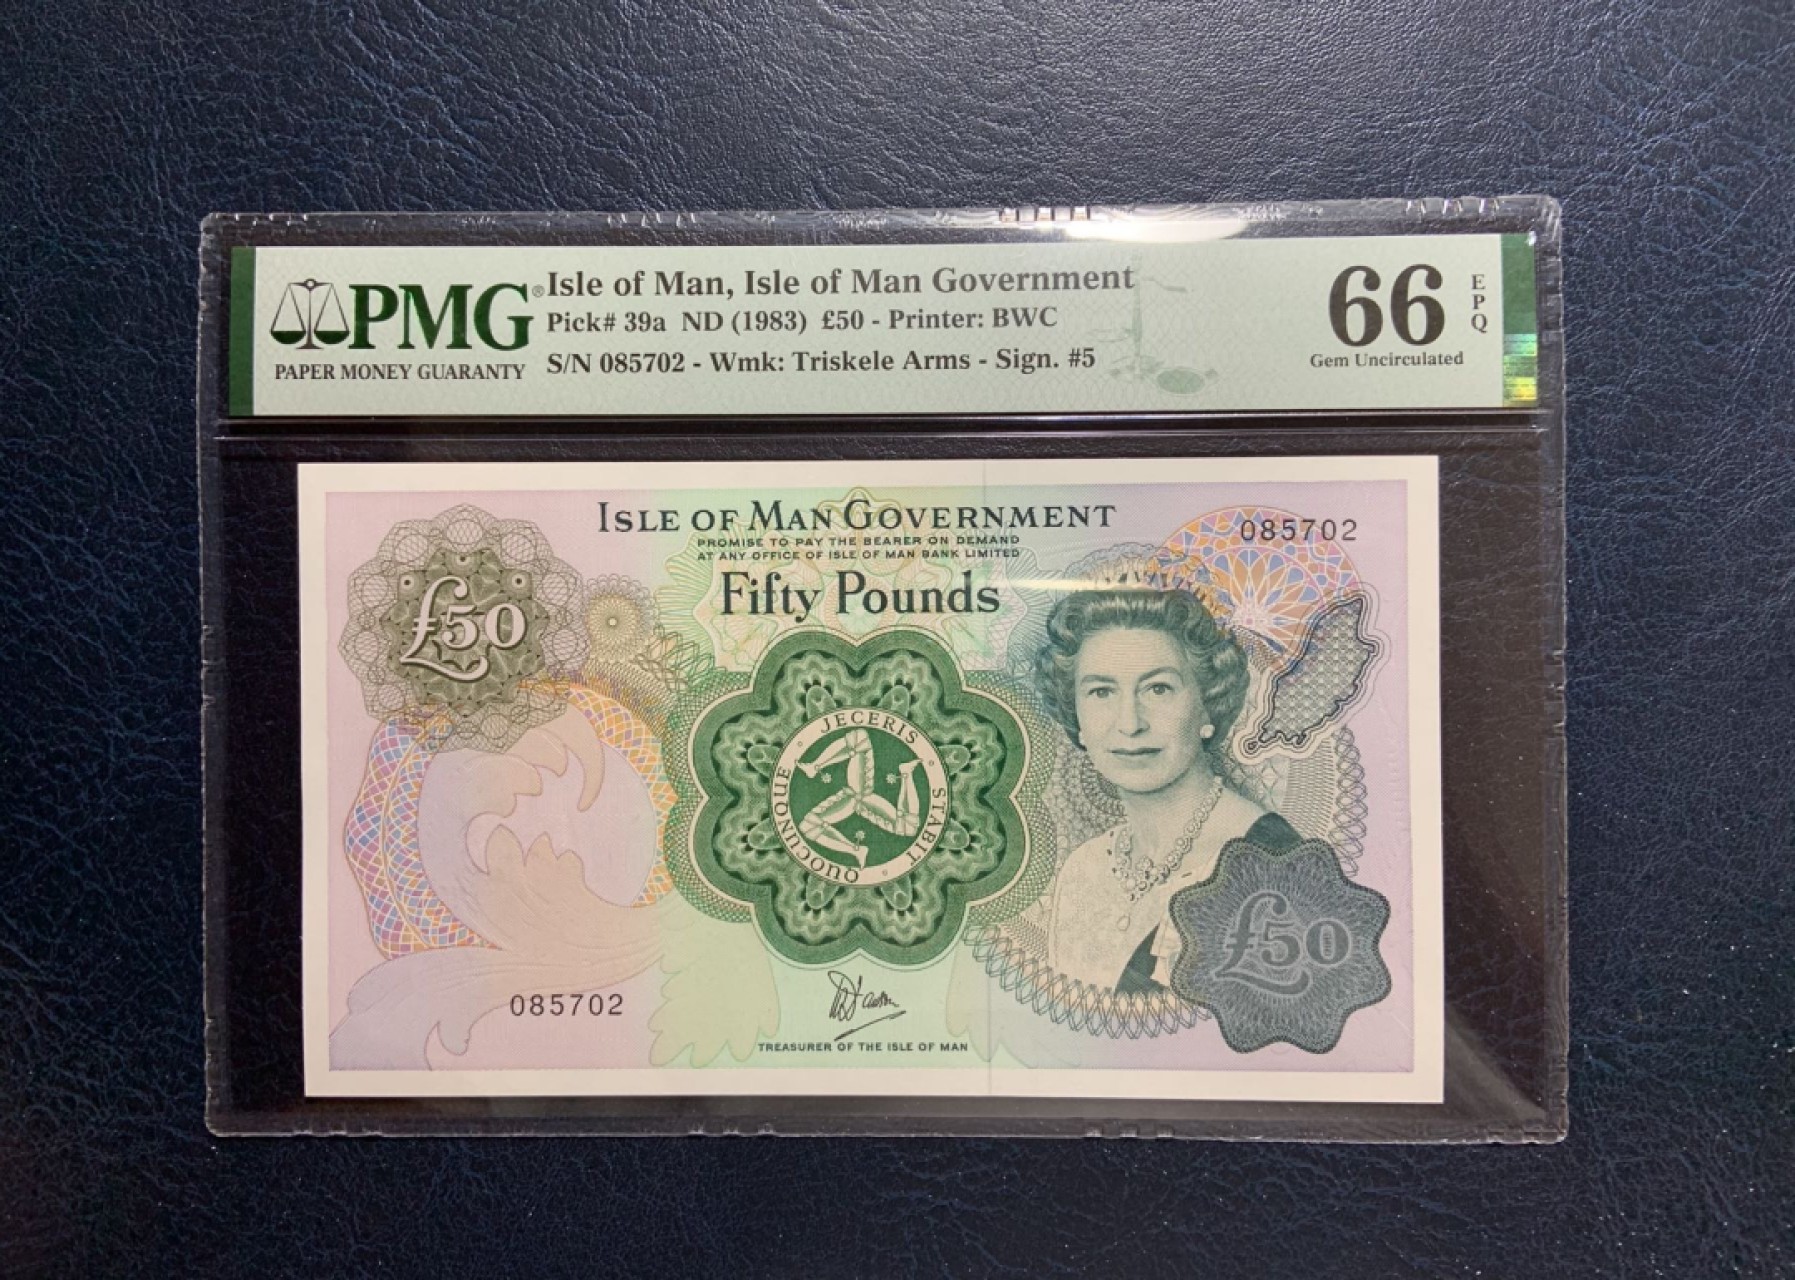 PMG®
PAPER MONEY GUARANTY
Isle of Man, Isle of Man Government
Pick# 39a ND (1983) £50 - Printer: BWC
S/N 085702 - Wmk: Triskele Arms - Sign. #5
66 EPQ
Gem Uncirculated
ISLE OF MAN GOVERNMENT
PROMISE TO PAY THE BEARER ON DEMAND
AT ANY OFFICE OF ISLE OF MAN BANK LIMITED
Fifty Pounds
085702
£50
QUOCUNQUE JECERIS STABIT
£50
085702
TREASURER OF THE ISLE OF MAN